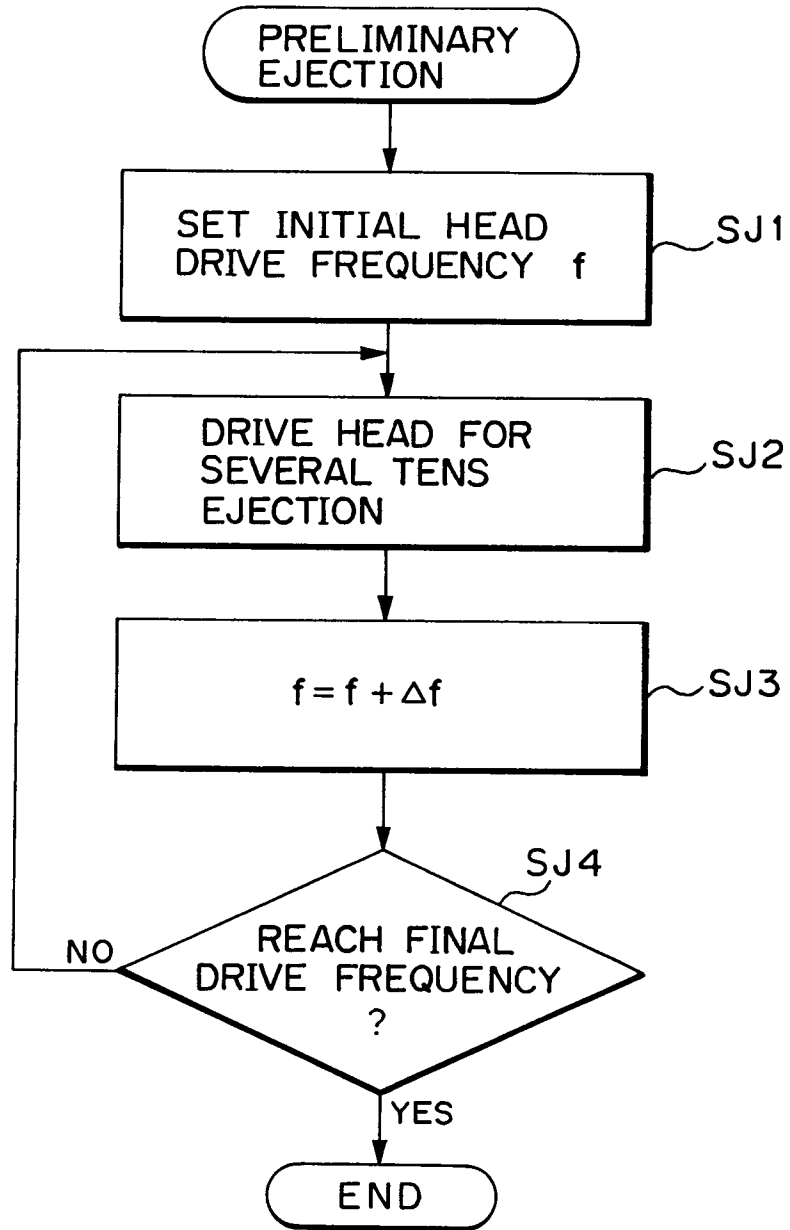 PRELIMINARY
EJECTION
SET INITIAL HEAD
DRIVE FREQUENCY f
SJ1
DRIVE HEAD FOR
SEVERAL TENS
EJECTION
SJ2
f = f + Δf
SJ3
SJ4
REACH FINAL
DRIVE FREQUENCY
?
NO
YES
END